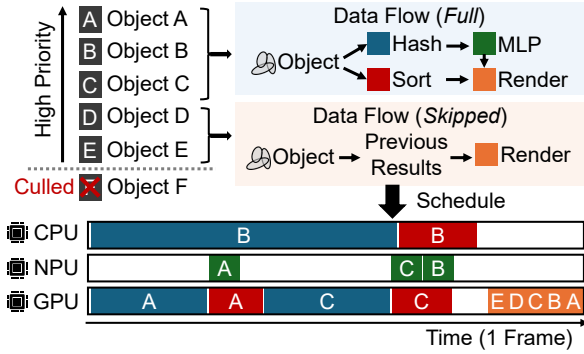 High Priority
A Object A
B Object B
C Object C
D Object D
E Object E
Culled F Object F
Data Flow (Full)
Object
Hash
MLP
Sort
Render
Data Flow (Skipped)
Object
Previous
Results
Render
Schedule
CPU
B
B
NPU
A
C
B
GPU
A
A
C
C
E D C B A
Time (1 Frame)